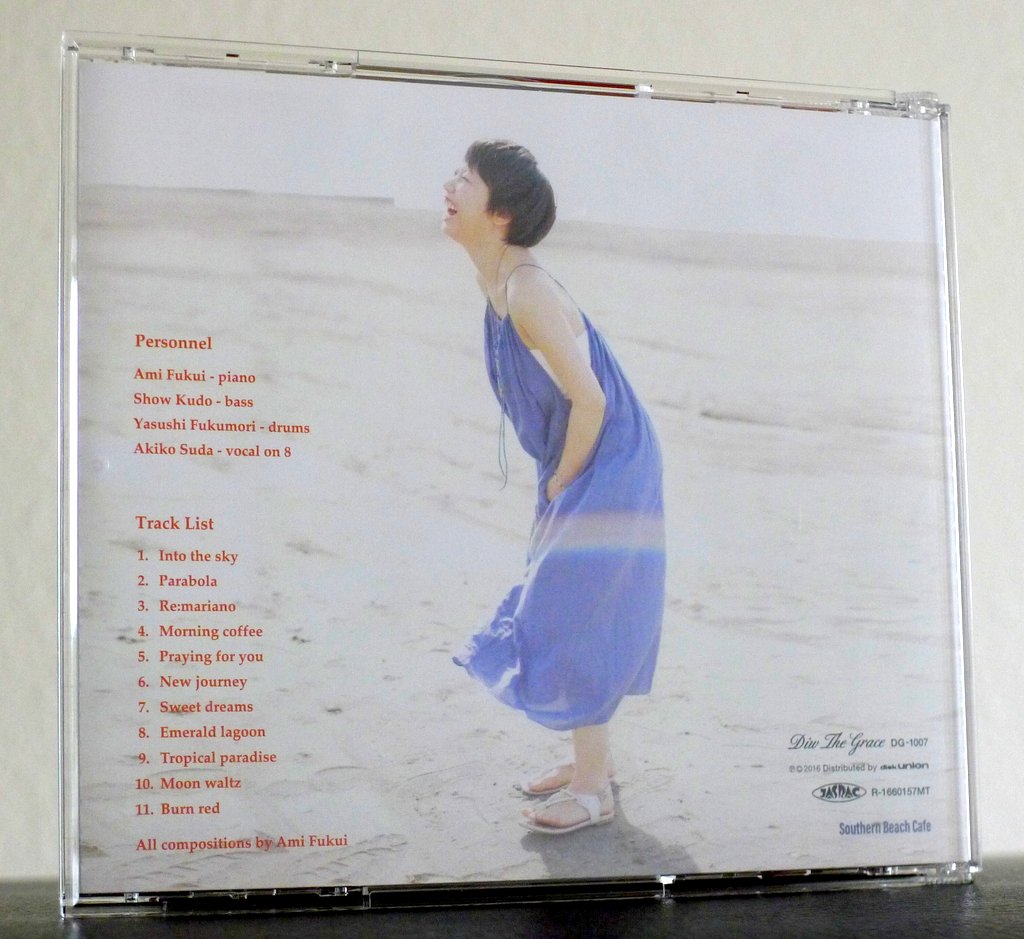 Personnel
Ami Fukui - piano
Show Kudo - bass
Yasushi Fukumori - drums
Akiko Suda - vocal on 8
Track List
1. Into the sky
2. Parabola
3. Re:mariano
4. Morning coffee
5. Praying for you
6. New journey
7. Sweet dreams
8. Emerald lagoon
9. Tropical paradise
10. Moon waltz
11. Burn red
All compositions by Ami Fukui
Diw The Grace DG-1007
℗©2016 Distributed by disk union
JASRAC R-1660157MT
Southern Beach Cafe